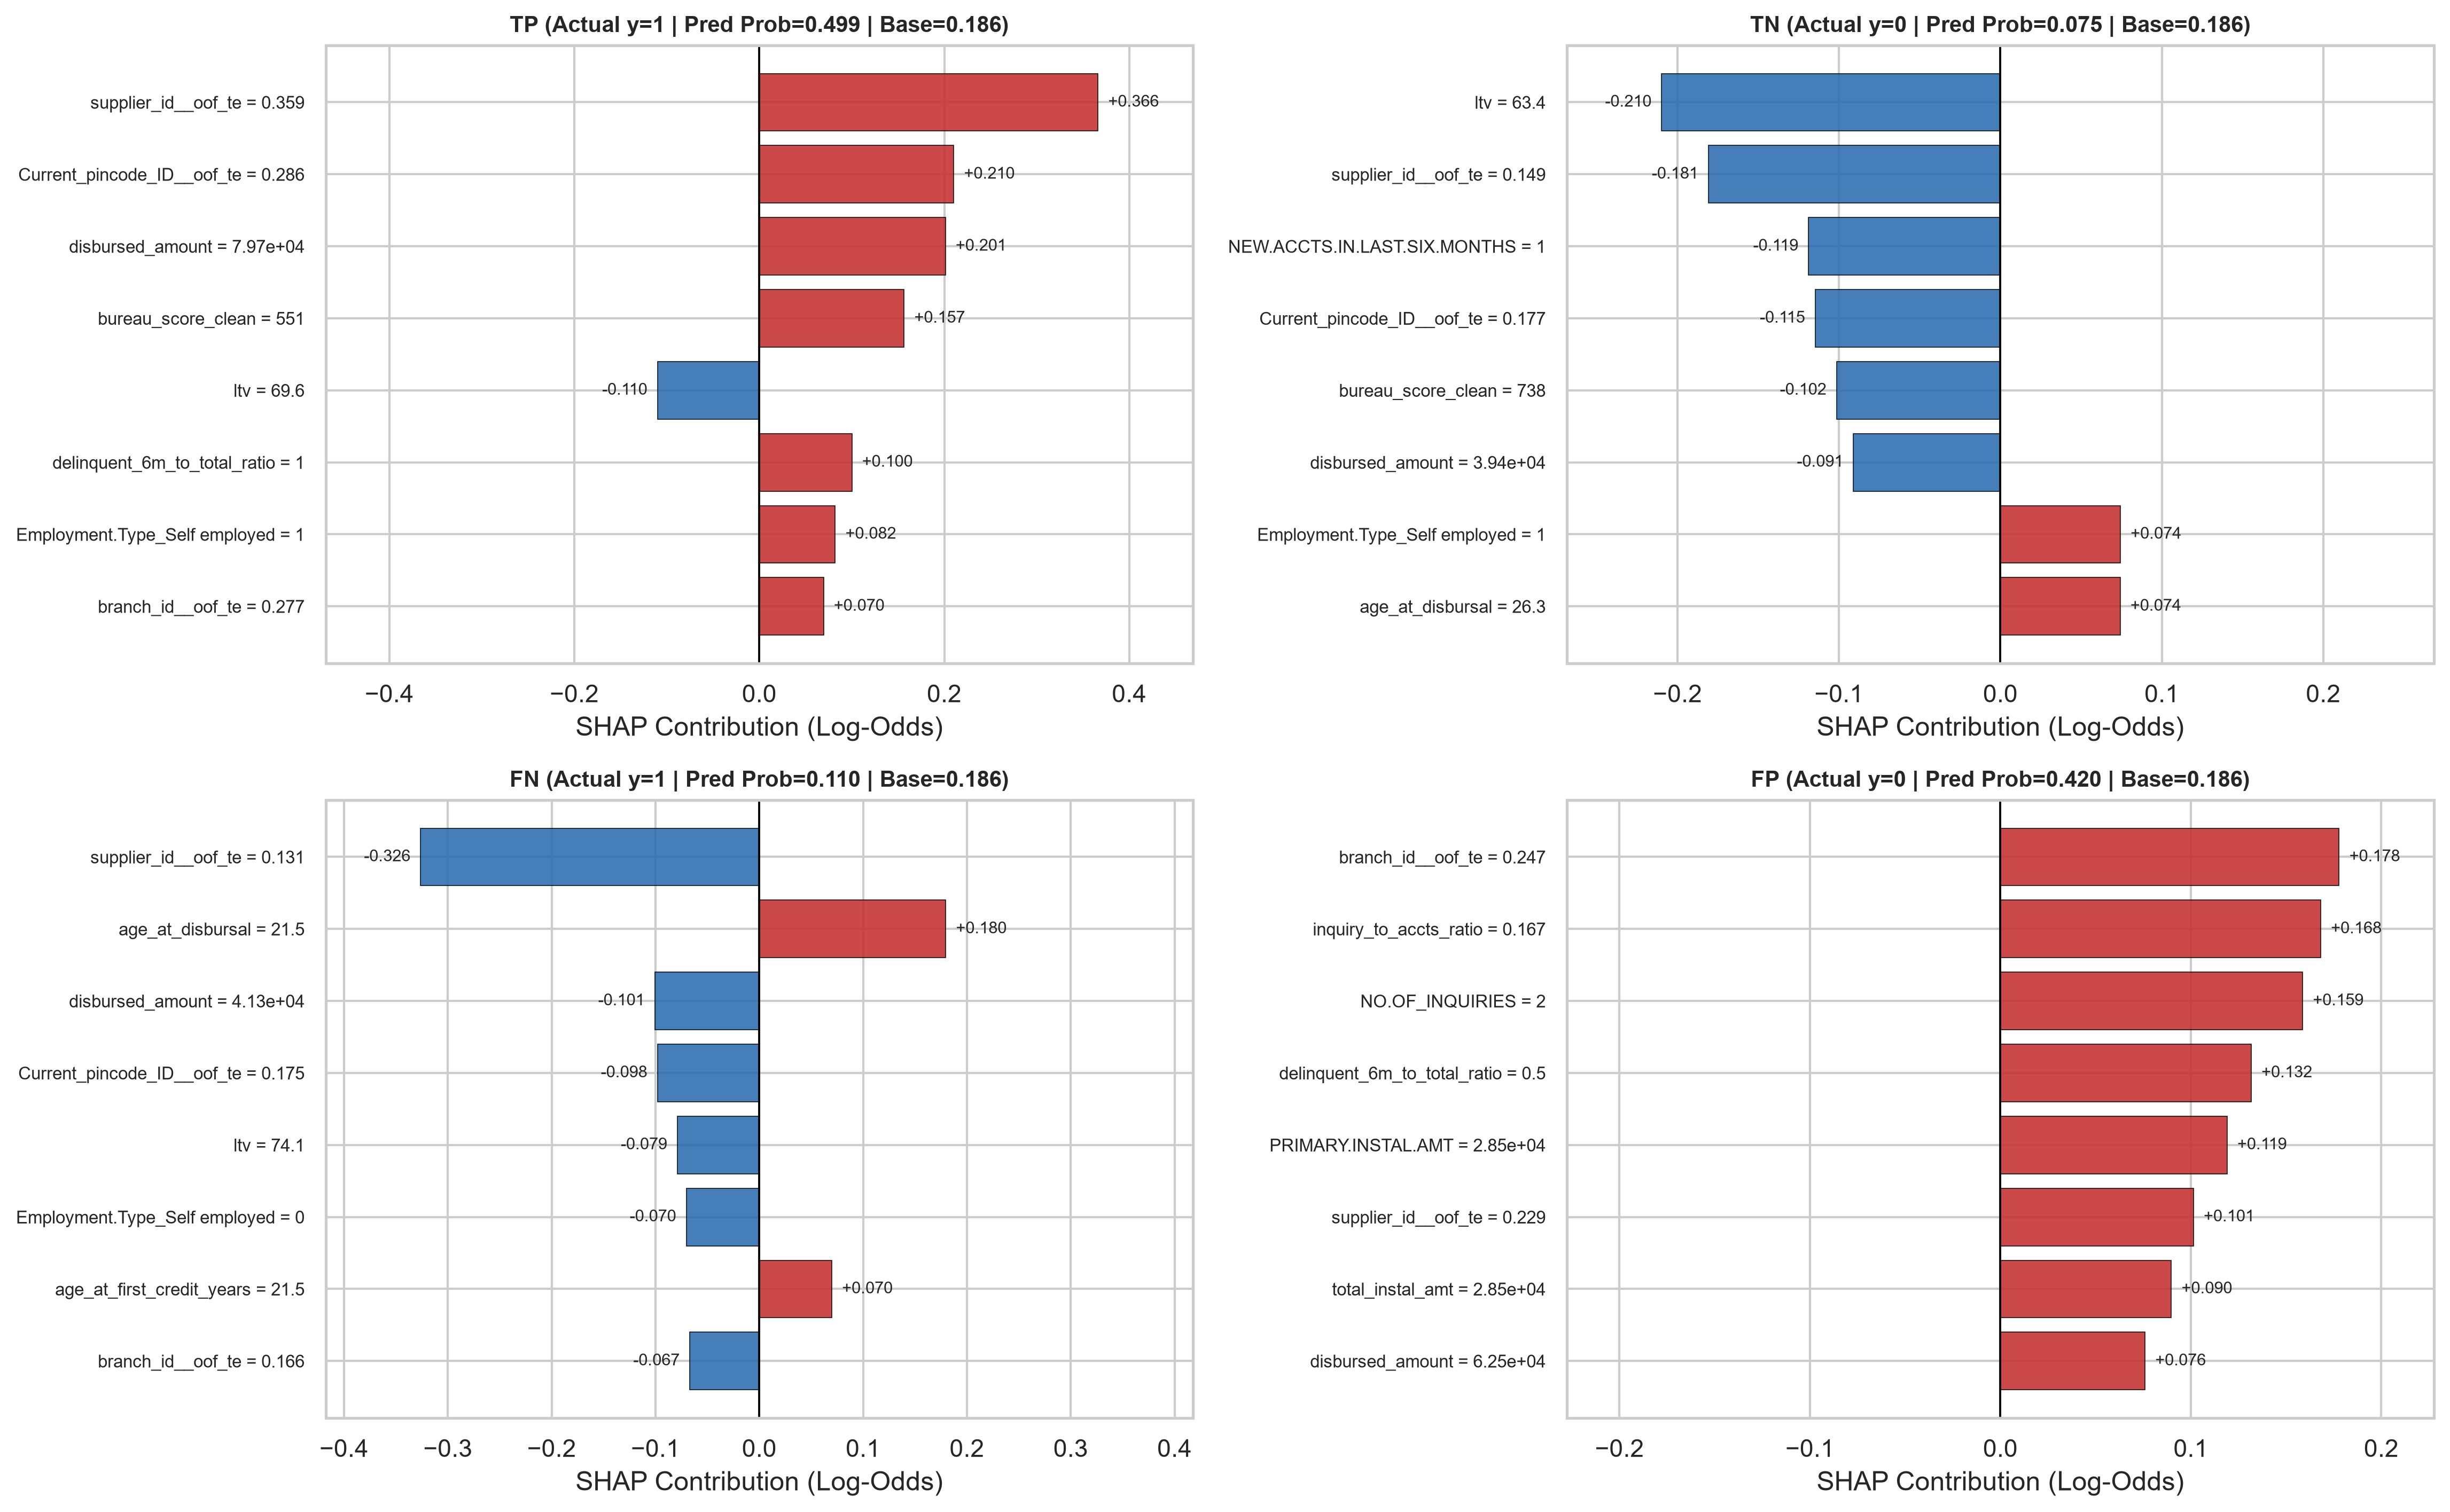 TP (Actual y=1 | Pred Prob=0.499 | Base=0.186)
supplier_id__oof_te = 0.359
+0.366
Current_pincode_ID__oof_te = 0.286
+0.210
disbursed_amount = 7.97e+04
+0.201
bureau_score_clean = 551
+0.157
ltv = 69.6
-0.110
delinquent_6m_to_total_ratio = 1
+0.100
Employment.Type_Self employed = 1
+0.082
branch_id__oof_te = 0.277
+0.070
−0.4 −0.2 0.0 0.2 0.4
SHAP Contribution (Log-Odds)
TN (Actual y=0 | Pred Prob=0.075 | Base=0.186)
ltv = 63.4
-0.210
supplier_id__oof_te = 0.149
-0.181
NEW.ACCTS.IN.LAST.SIX.MONTHS = 1
-0.119
Current_pincode_ID__oof_te = 0.177
-0.115
bureau_score_clean = 738
-0.102
disbursed_amount = 3.94e+04
-0.091
Employment.Type_Self employed = 1
+0.074
age_at_disbursal = 26.3
+0.074
−0.2 −0.1 0.0 0.1 0.2
SHAP Contribution (Log-Odds)
FN (Actual y=1 | Pred Prob=0.110 | Base=0.186)
supplier_id__oof_te = 0.131
-0.326
age_at_disbursal = 21.5
+0.180
disbursed_amount = 4.13e+04
-0.101
Current_pincode_ID__oof_te = 0.175
-0.098
ltv = 74.1
-0.079
Employment.Type_Self employed = 0
-0.070
age_at_first_credit_years = 21.5
+0.070
branch_id__oof_te = 0.166
-0.067
−0.4 −0.3 −0.2 −0.1 0.0 0.1 0.2 0.3 0.4
SHAP Contribution (Log-Odds)
FP (Actual y=0 | Pred Prob=0.420 | Base=0.186)
branch_id__oof_te = 0.247
+0.178
inquiry_to_accts_ratio = 0.167
+0.168
NO.OF_INQUIRIES = 2
+0.159
delinquent_6m_to_total_ratio = 0.5
+0.132
PRIMARY.INSTAL.AMT = 2.85e+04
+0.119
supplier_id__oof_te = 0.229
+0.101
total_instal_amt = 2.85e+04
+0.090
disbursed_amount = 6.25e+04
+0.076
−0.2 −0.1 0.0 0.1 0.2
SHAP Contribution (Log-Odds)